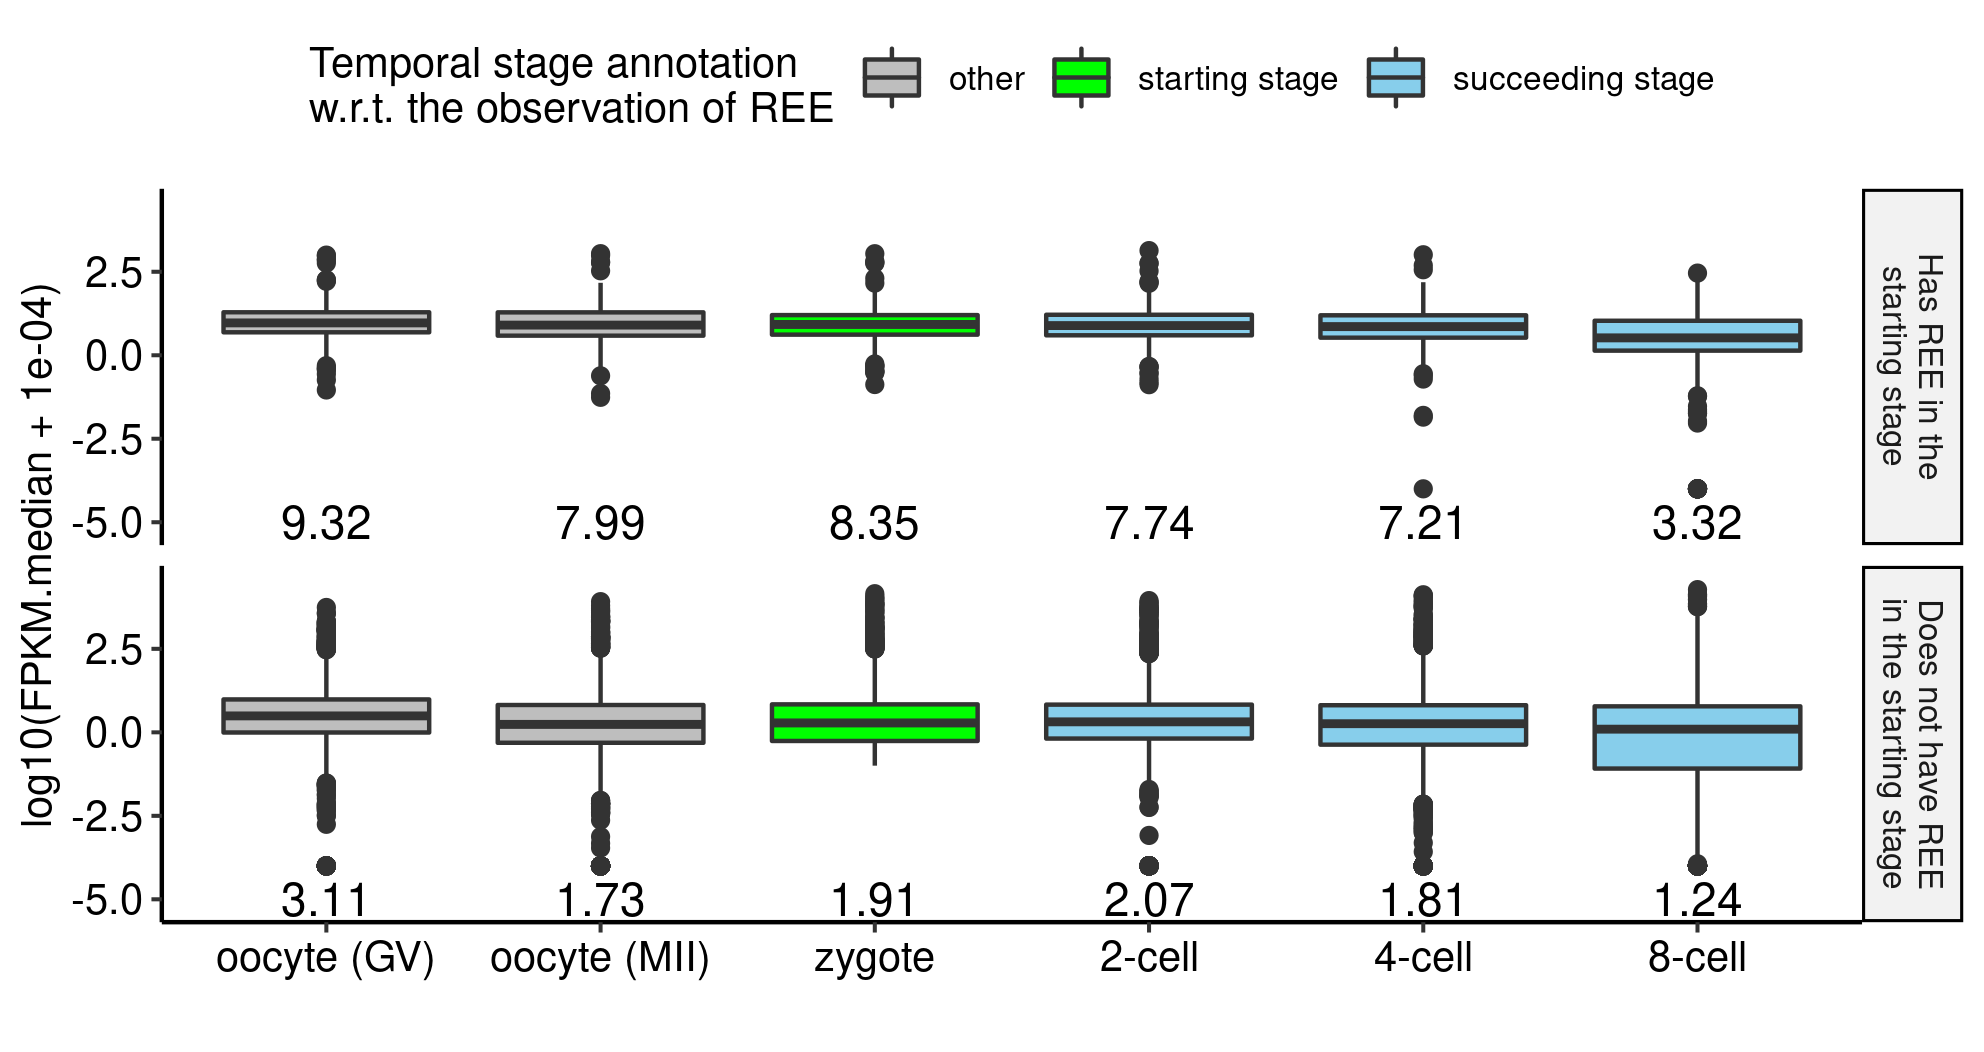 Temporal stage annotation
w.r.t. the observation of REE
other
starting stage
succeeding stage
log10(FPKM.median + 1e-04)
2.5
0.0
-2.5
-5.0
9.32
7.99
8.35
7.74
7.21
3.32
Has REE in the
starting stage
2.5
0.0
-2.5
-5.0
3.11
1.73
1.91
2.07
1.81
1.24
Does not have REE
in the starting stage
oocyte (GV)
oocyte (MII)
zygote
2-cell
4-cell
8-cell